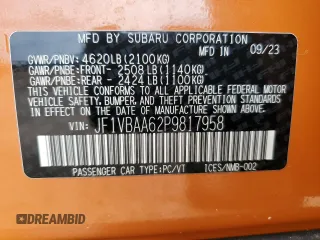 MFD. BY SUBARU CORPORATION
MADE IN 09/23
GVWR/PNBV: 4620LB(2100KG)
GAWR/PNBE:FRONT- 2508LB(1140KG)
GAWR/PNBE:REAR - 2424LB(1100KG)
THIS VEHICLE CONFORMS TO ALL APPLICABLE
U.S. FEDERAL MOTOR VEHICLE SAFETY, BUMPER,
AND THEFT PREVENTION STANDARDS
IN EFFECT ON THE DATE OF
MANUFACTURE SHOWN ABOVE.
VIN: JF1VBAA62P9817958
PASSENGER CAR TYPE:PC/VT ICES/NMB-002
© DREAMBID